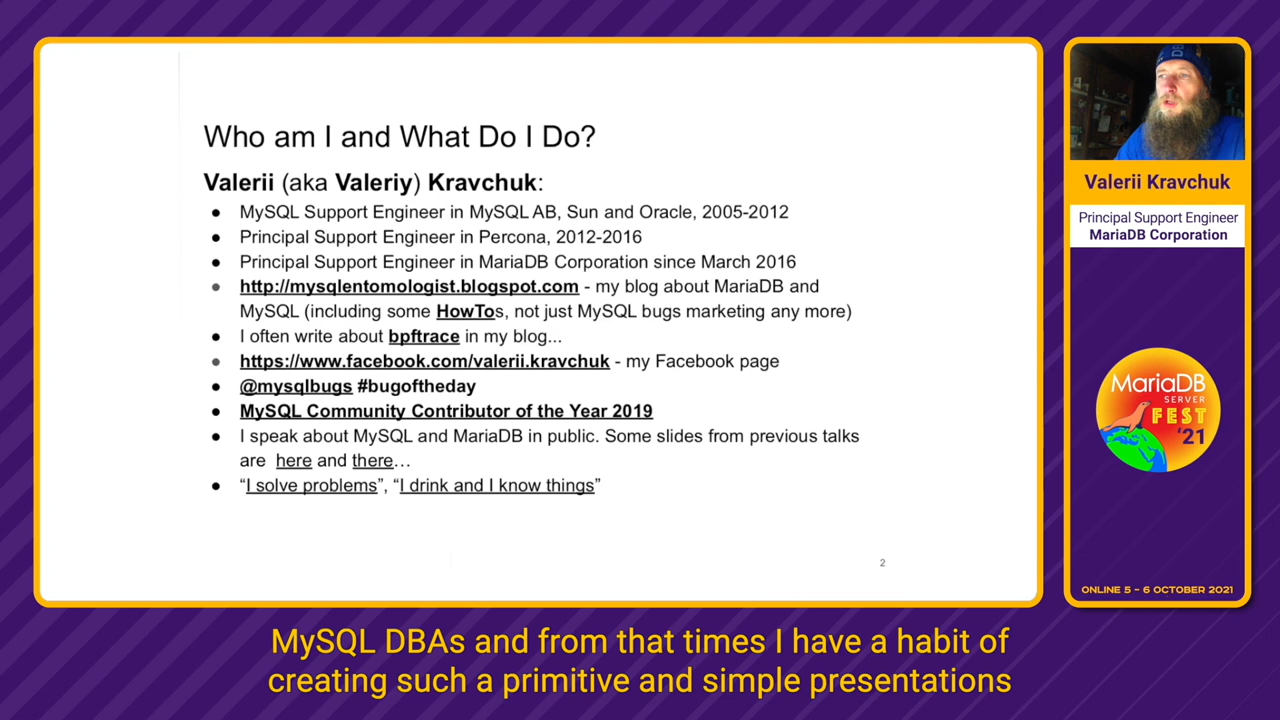 Who am I and What Do I Do?
Valerii (aka Valeriy) Kravchuk:
● MySQL Support Engineer in MySQL AB, Sun and Oracle, 2005-2012
● Principal Support Engineer in Percona, 2012-2016
● Principal Support Engineer in MariaDB Corporation since March 2016
● http://mysqlentomologist.blogspot.com - my blog about MariaDB and
MySQL (including some HowTos, not just MySQL bugs marketing any more)
● I often write about bpftrace in my blog...
● https://www.facebook.com/valerii.kravchuk - my Facebook page
● @mysqlbugs #bugoftheday
● MySQL Community Contributor of the Year 2019
● I speak about MySQL and MariaDB in public. Some slides from previous talks
are here and there…
● “I solve problems”, “I drink and I know things”
2
Valerii Kravchuk
Principal Support Engineer
MariaDB Corporation
MariaDB
SERVER
FEST
'21
ONLINE 5 - 6 OCTOBER 2021
MySQL DBAs and from that times I have a habit of
creating such a primitive and simple presentations